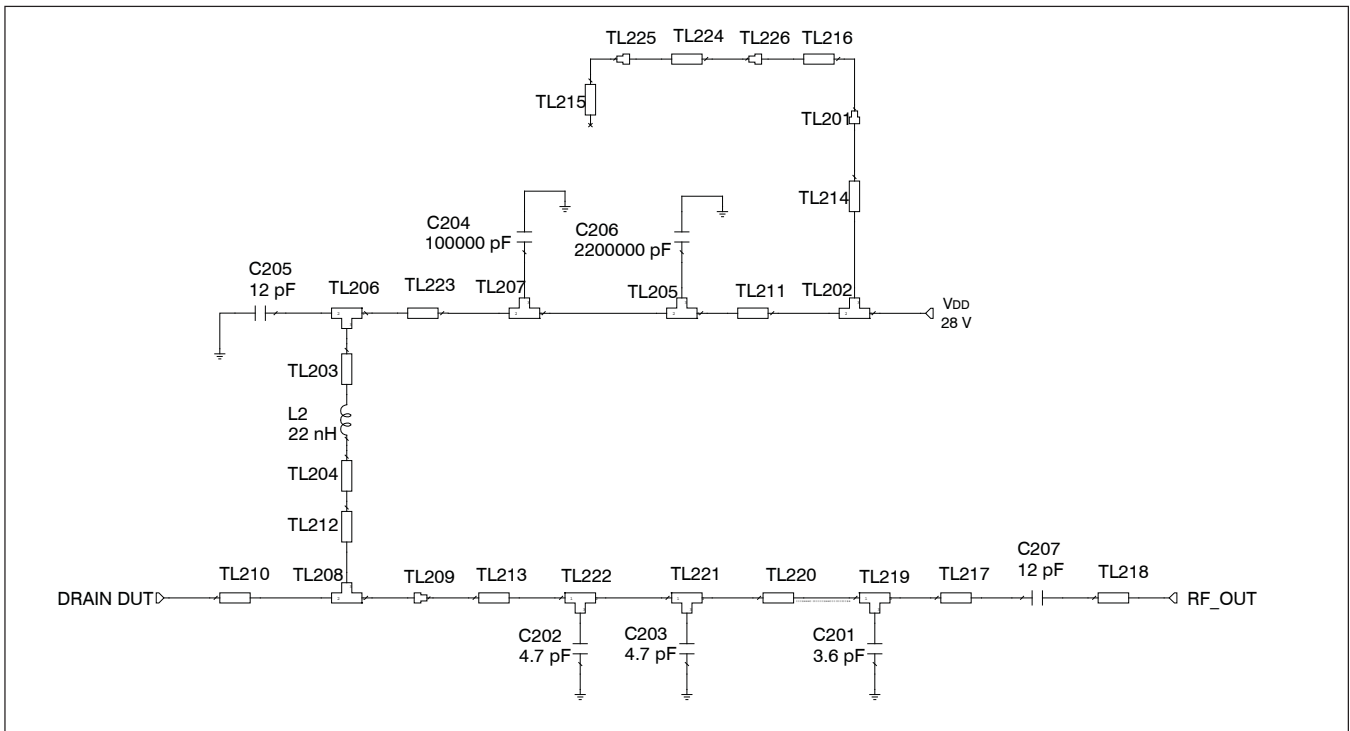 TL225 TL224 TL226 TL216
TL215 TL201
TL214
C204
100000 pF
C206
2200000 pF
C205
12 pF
TL206 TL223 TL207 TL205 TL211 TL202
VDD
28 V
TL203
L2
22 nH
TL204
TL212
DRAIN DUT TL210 TL208 TL209 TL213 TL222 TL221 TL220 TL219 TL217
C207
12 pF
TL218 RF_OUT
C202
4.7 pF
C203
4.7 pF
C201
3.6 pF